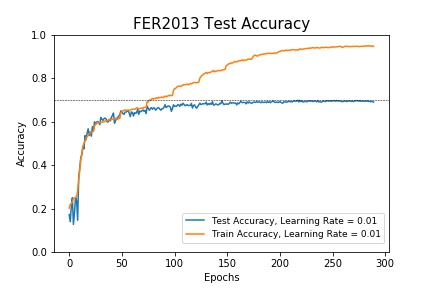 FER2013 Test Accuracy
1.0
0.8
0.6
0.4
0.2
0.0
Accuracy
Test Accuracy, Learning Rate = 0.01
Train Accuracy, Learning Rate = 0.01
0 50 100 150 200 250 300
Epochs